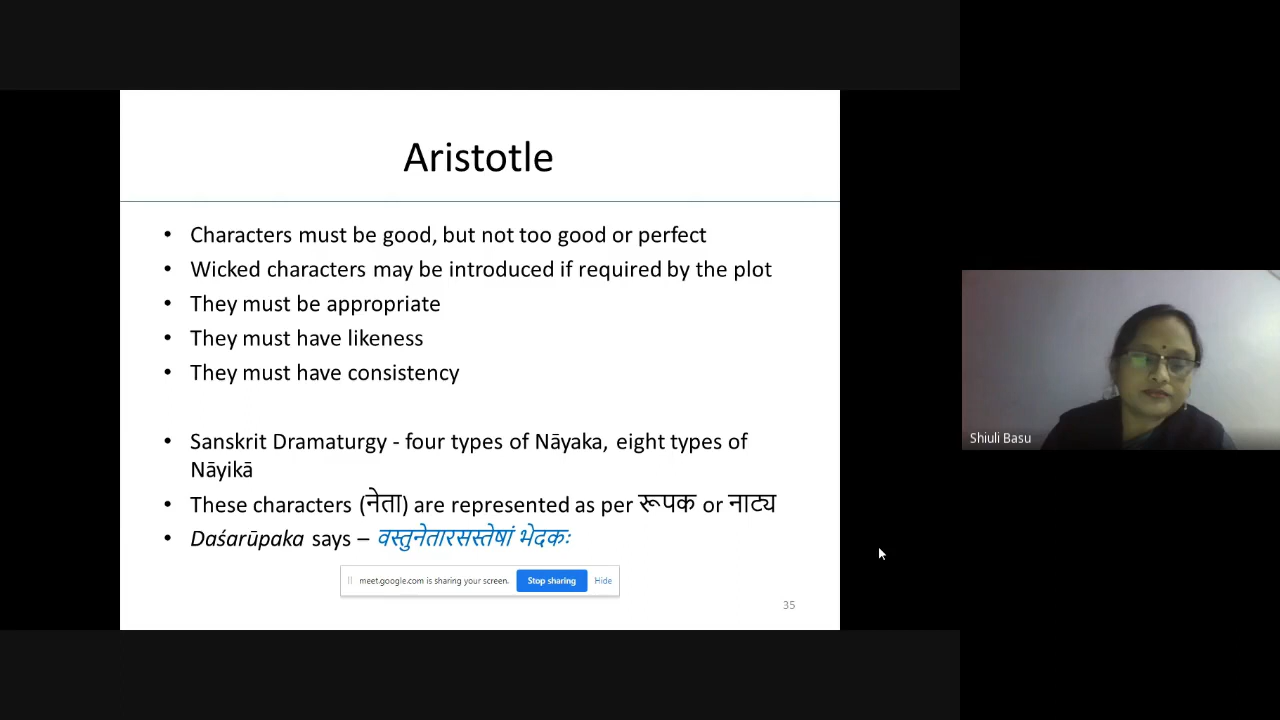 Aristotle
• Characters must be good, but not too good or perfect
• Wicked characters may be introduced if required by the plot
• They must be appropriate
• They must have likeness
• They must have consistency
• Sanskrit Dramaturgy - four types of Nāyaka, eight types of
Nāyikā
• These characters (नेता) are represented as per रूपक or नाट्य
• Daśarūpaka says – वस्तुनेतारसस्तेषां भेदकः
meet.google.com is sharing your screen. Stop sharing Hide
35
Shiuli Basu